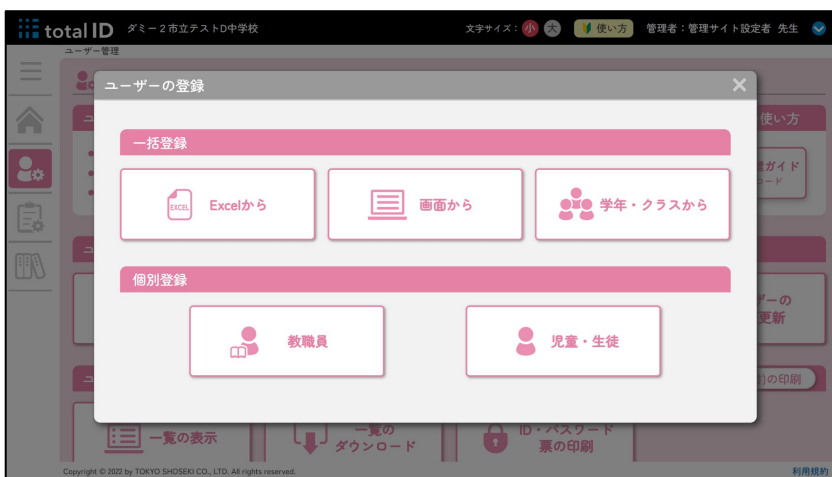 total ID ダミー2市立テストD中学校 文字サイズ: 小 大 使い方 管理者:管理サイト設定者 先生
ユーザー管理
ユーザーの登録 ×
使い方
一括登録
ガイド
ロード
EXCEL Excelから 画面から 学年・クラスから
個別登録
ザーの
更新
教職員 児童・生徒
の印刷
一覧の表示 一覧の ダウンロード ID・パスワード 票の印刷
Copyright © 2022 by TOKYO SHOSEKI CO., LTD. All rights reserved. 利用規約